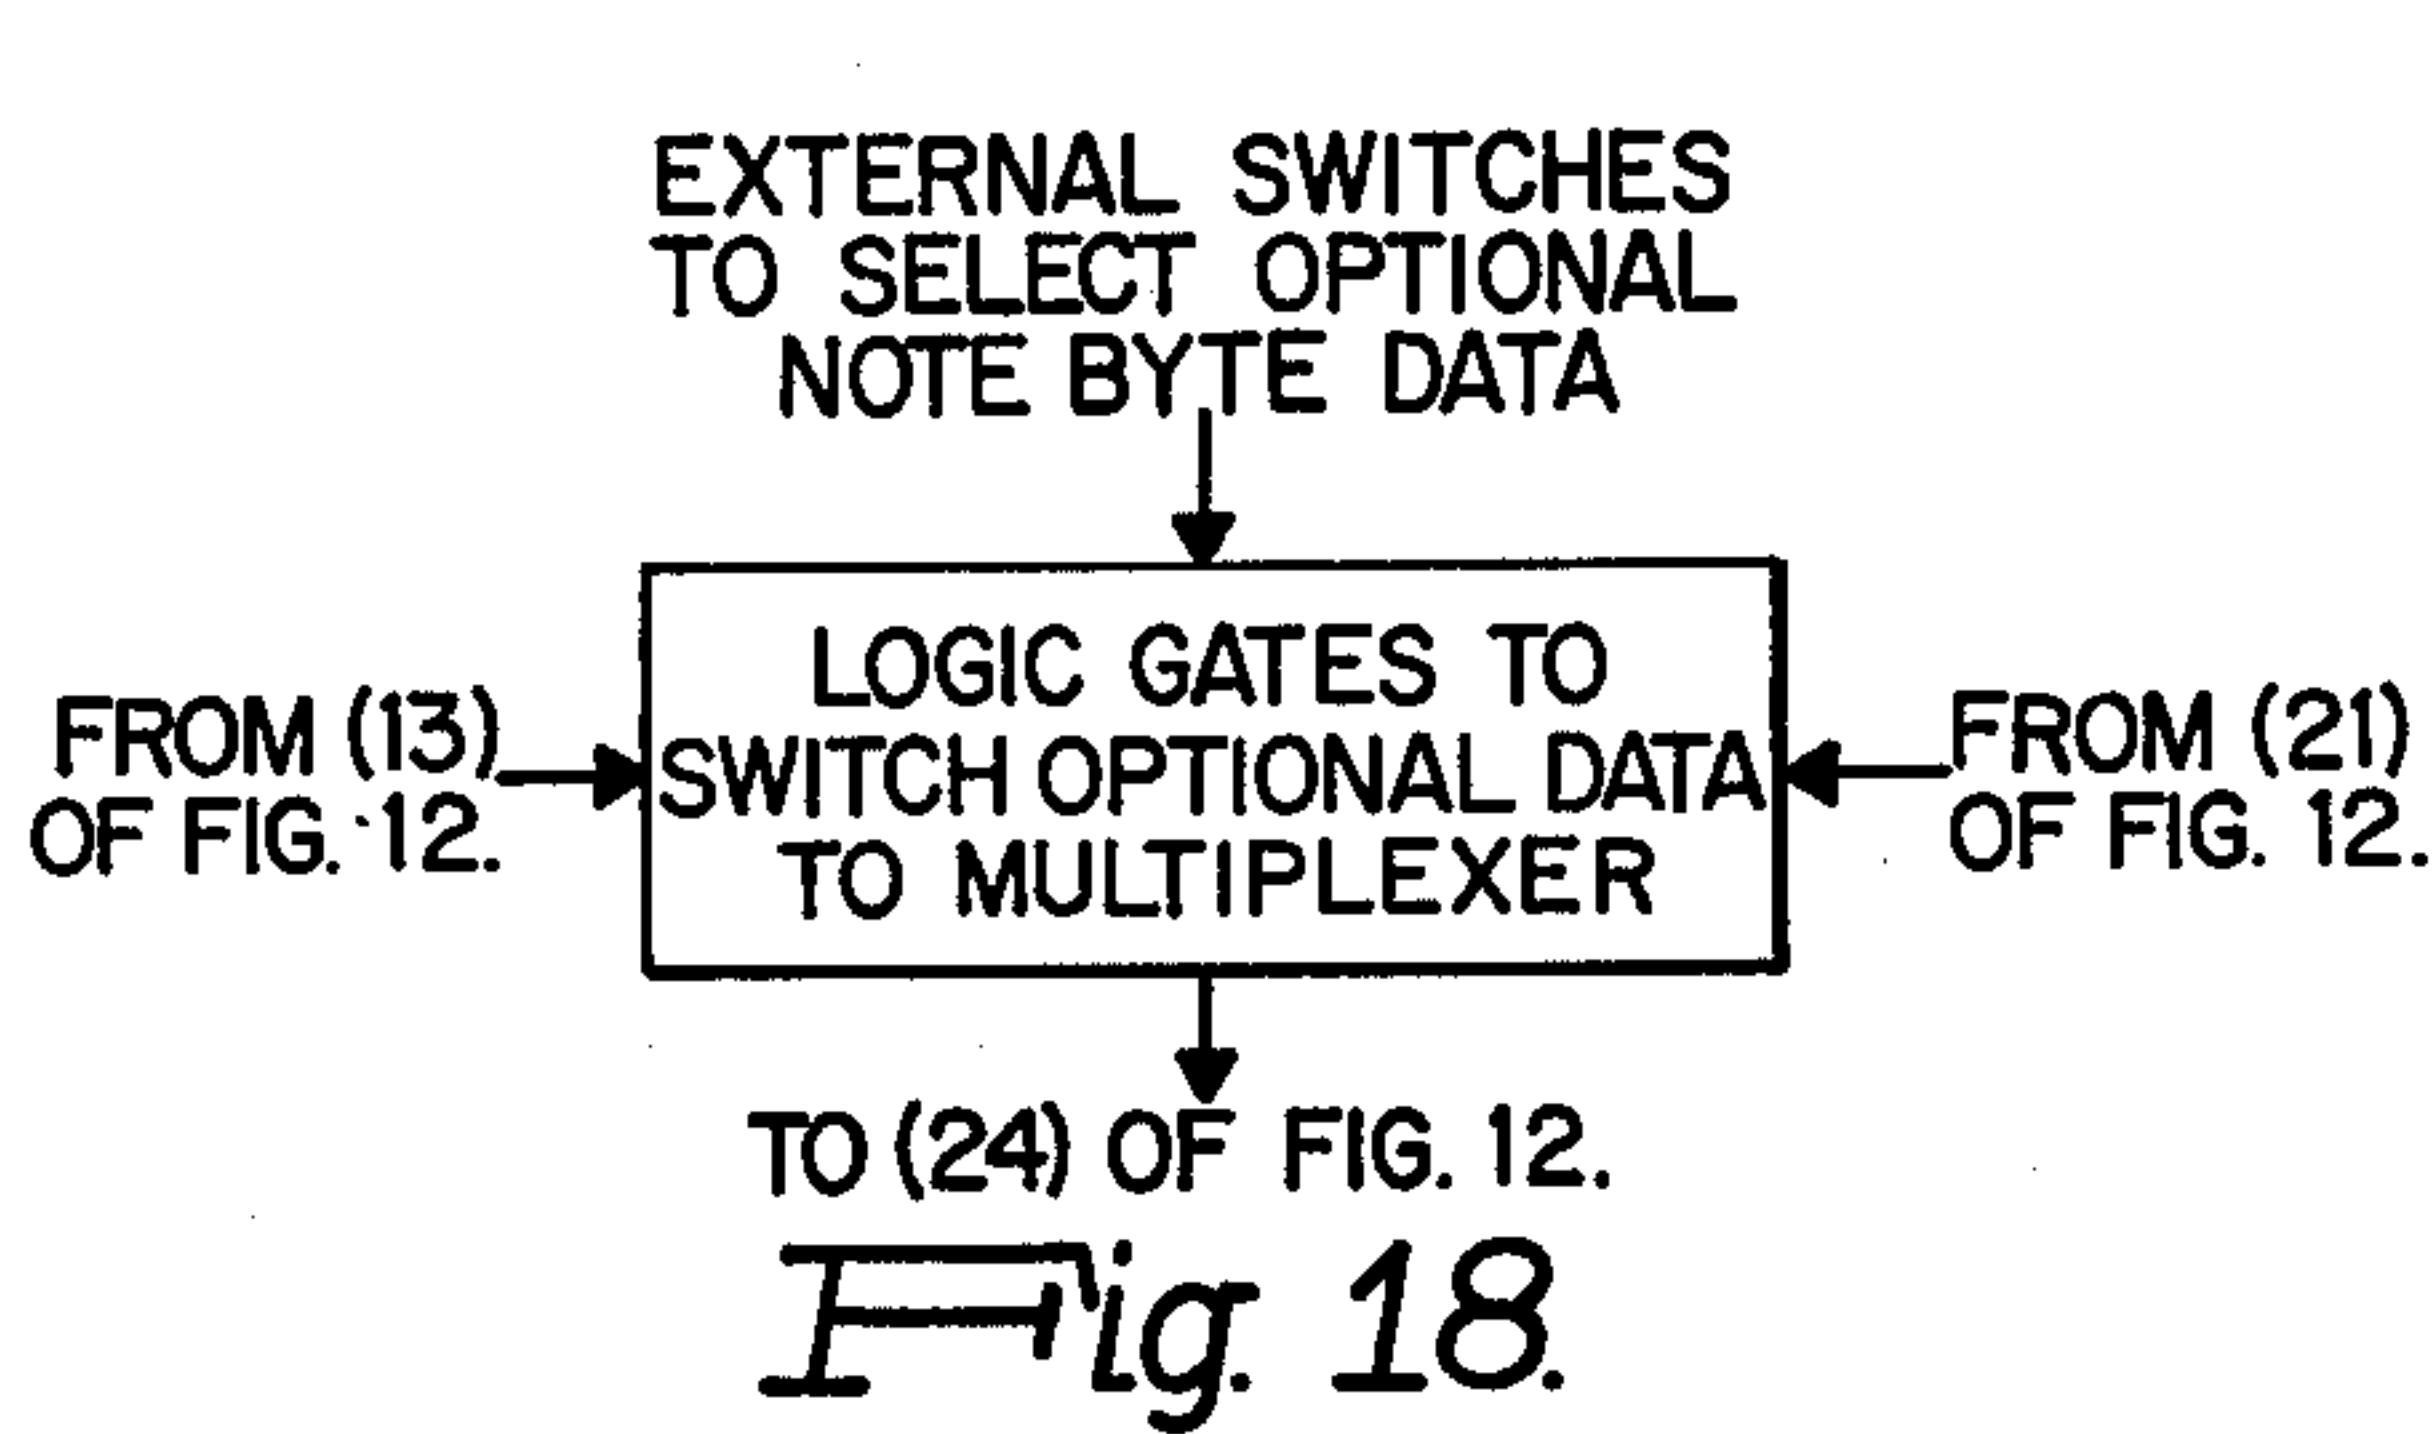 EXTERNAL SWITCHES
TO SELECT OPTIONAL
NOTE BYTE DATA
LOGIC GATES TO
SWITCH OPTIONAL DATA
TO MULTIPLEXER
FROM (13)
OF FIG. 12.
FROM (21)
OF FIG. 12.
TO (24) OF FIG. 12.
Fig. 18.